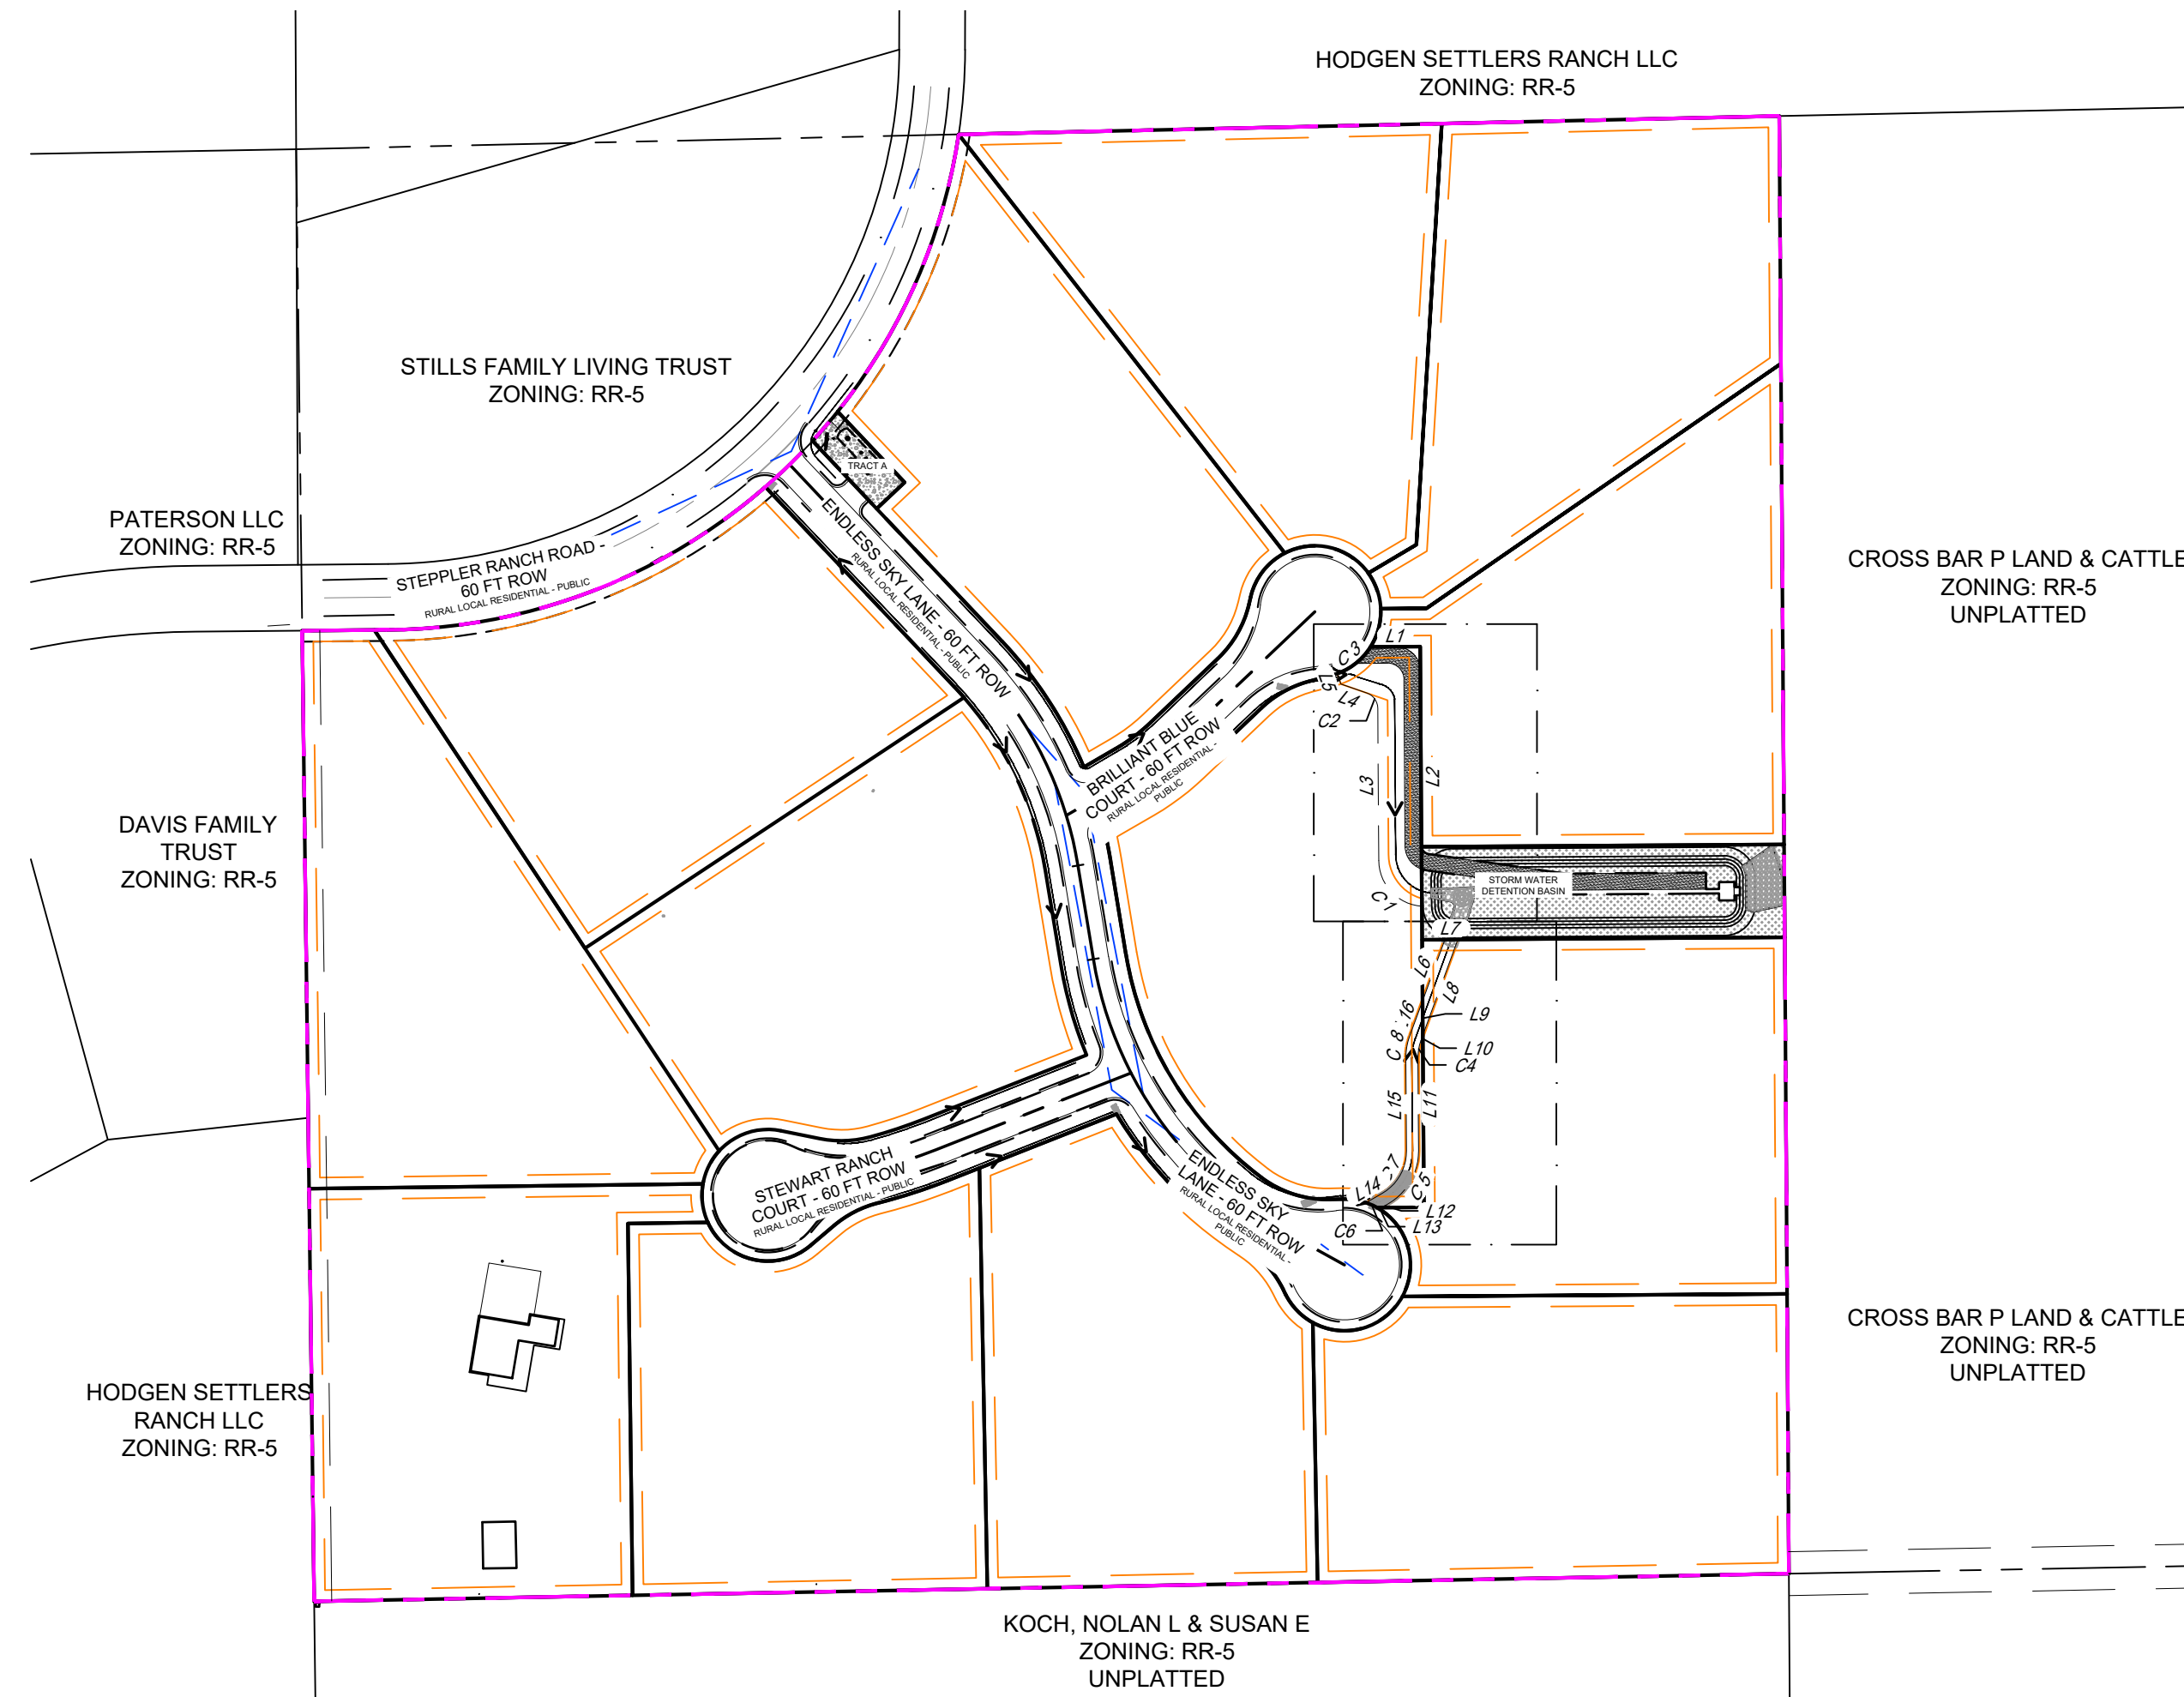 HODGEN SETTLERS RANCH LLC
ZONING: RR-5
STILLS FAMILY LIVING TRUST
ZONING: RR-5
TRACT A
PATERSON LLC
ZONING: RR-5
STEPPLER RANCH ROAD -
60 FT ROW
RURAL LOCAL RESIDENTIAL - PUBLIC
ENDLESS SKY LANE - 60 FT ROW
RURAL LOCAL RESIDENTIAL - PUBLIC
CROSS BAR P LAND & CATTLE
ZONING: RR-5
UNPLATTED
L1
C 3
L5
L4
C2
BRILLIANT BLUE
COURT - 60 FT ROW
RURAL LOCAL RESIDENTIAL -
PUBLIC
L3
L2
DAVIS FAMILY
TRUST
ZONING: RR-5
STORM WATER
DETENTION BASIN
C 1
L7
L6
L8
L9
C 8 - 16
L10
C4
L15
L11
STEWART RANCH
COURT - 60 FT ROW
RURAL LOCAL RESIDENTIAL - PUBLIC
ENDLESS SKY
LANE - 60 FT ROW
RURAL LOCAL RESIDENTIAL -
PUBLIC
L14
C 5
L12
L13
C6
CROSS BAR P LAND & CATTLE
ZONING: RR-5
UNPLATTED
HODGEN SETTLERS
RANCH LLC
ZONING: RR-5
KOCH, NOLAN L & SUSAN E
ZONING: RR-5
UNPLATTED